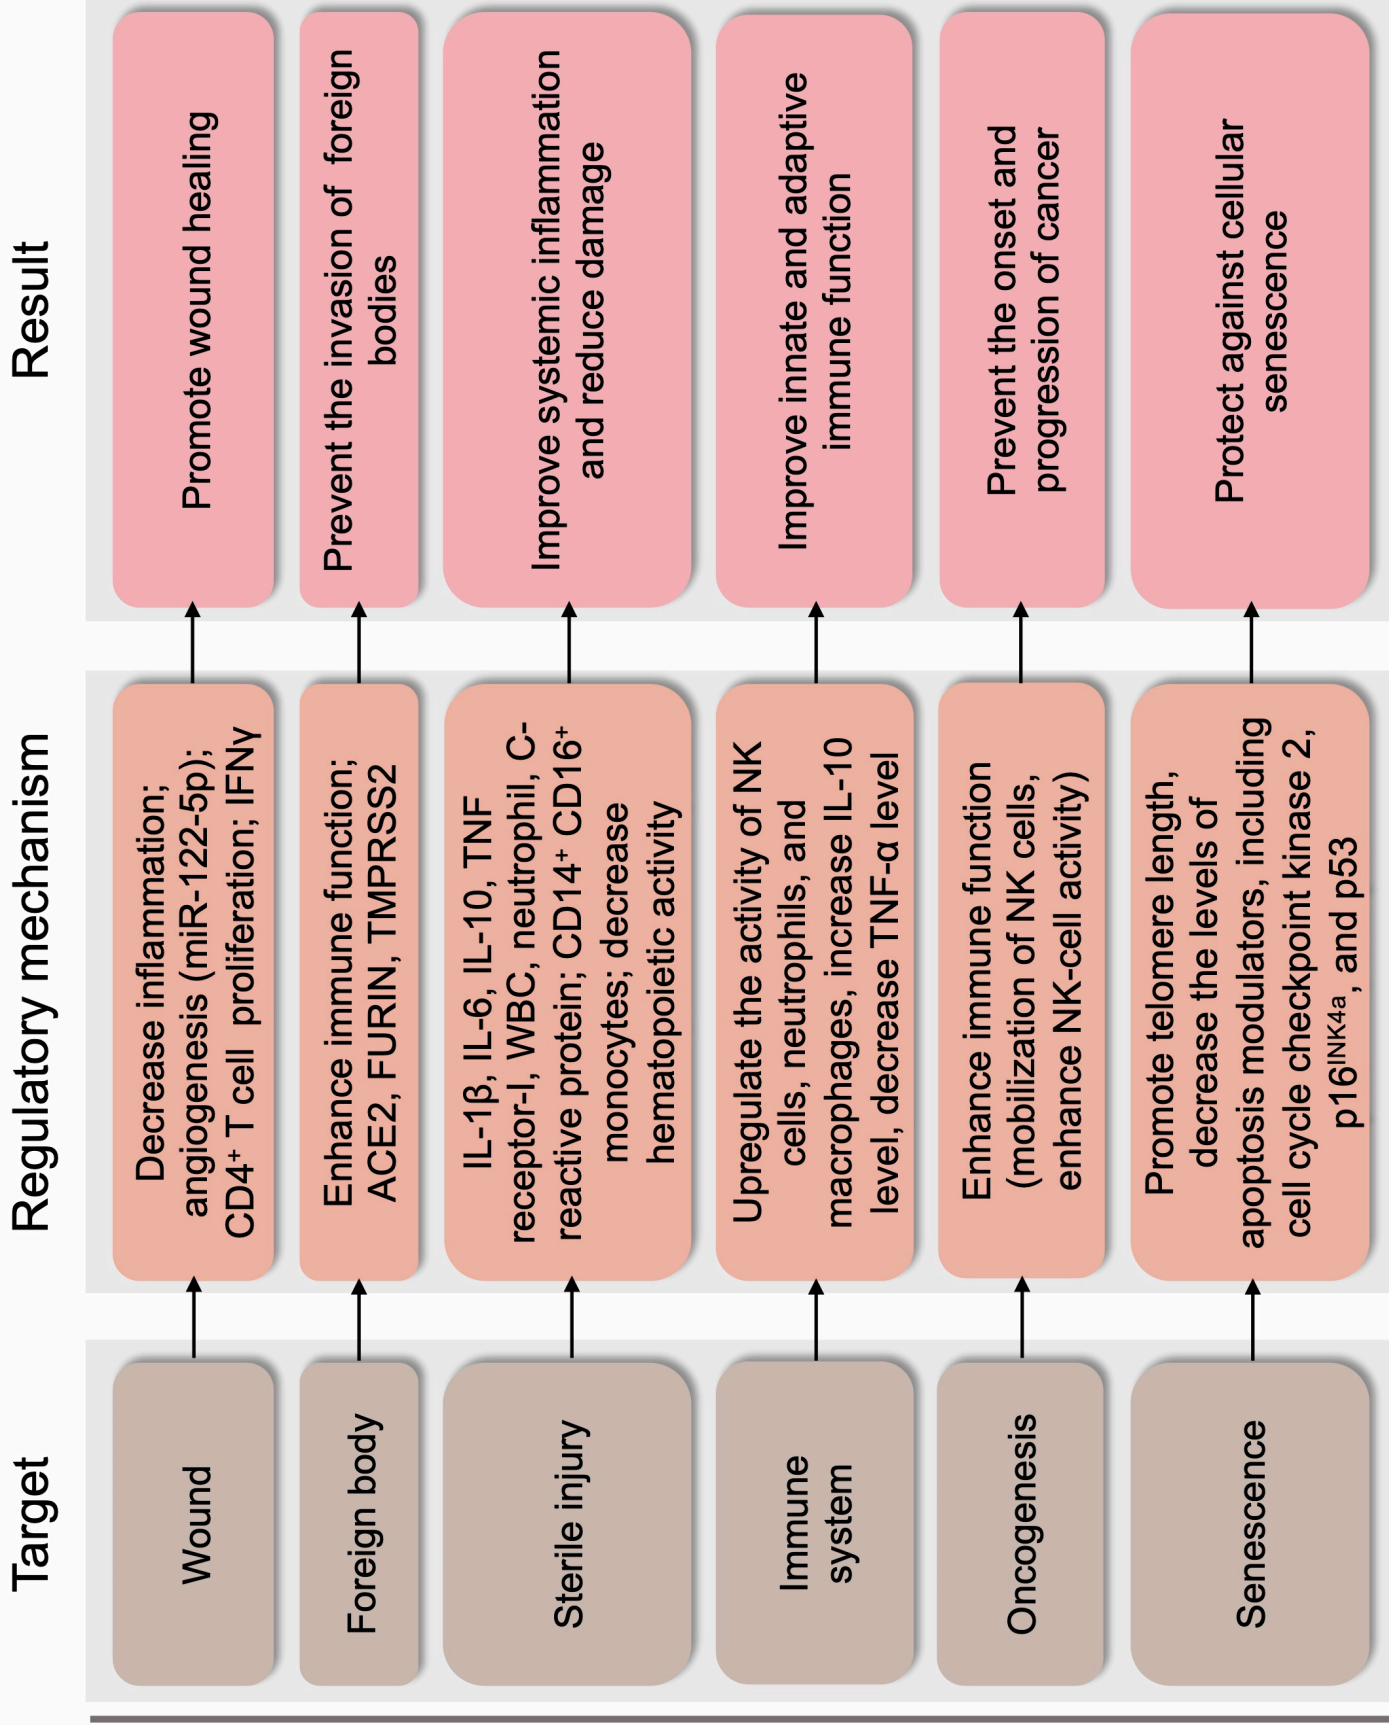 Target
Regulatory mechanism
Result
Wound
Decrease inflammation;
angiogenesis (miR-122-5p);
CD4⁺ T cell proliferation; IFNγ
Promote wound healing
Foreign body
Enhance immune function;
ACE2, FURIN, TMPRSS2
Prevent the invasion of foreign
bodies
Sterile injury
IL-1β, IL-6, IL-10, TNF
receptor-I, WBC, neutrophil, C-
reactive protein; CD14⁺ CD16⁺
monocytes; decrease
hematopoietic activity
Improve systemic inflammation
and reduce damage
Immune
system
Upregulate the activity of NK
cells, neutrophils, and
macrophages, increase IL-10
level, decrease TNF-α level
Improve innate and adaptive
immune function
Oncogenesis
Enhance immune function
(mobilization of NK cells,
enhance NK-cell activity)
Prevent the onset and
progression of cancer
Senescence
Promote telomere length,
decrease the levels of
apoptosis modulators, including
cell cycle checkpoint kinase 2,
p16ᴵᴺᴷ⁴ᵃ, and p53
Protect against cellular
senescence